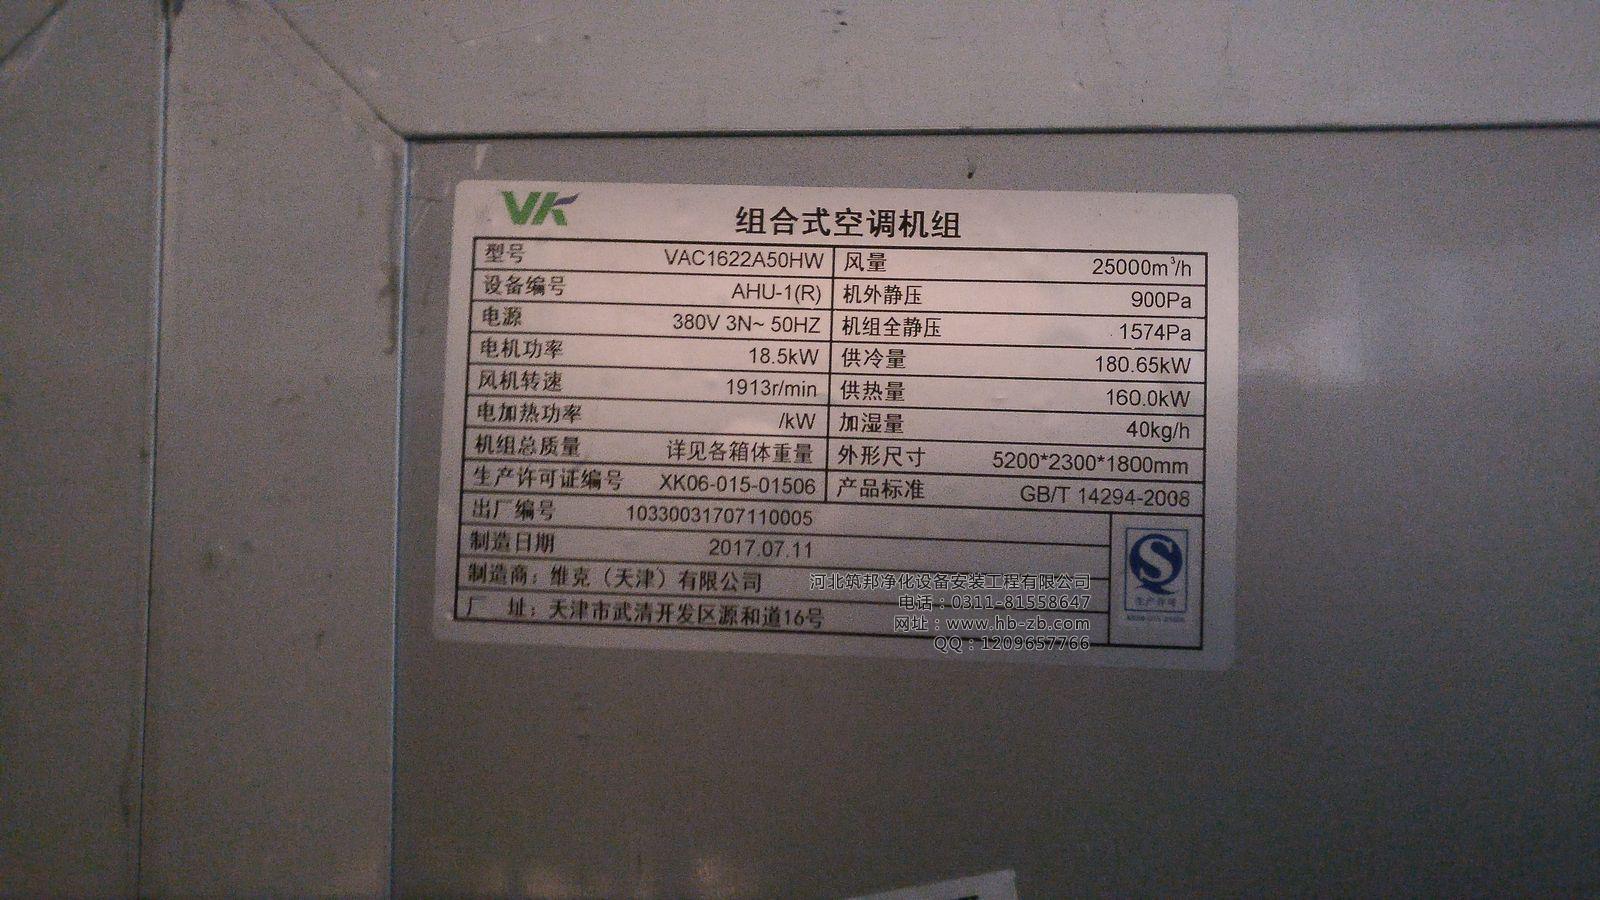 VK
组合式空调机组
型号 VAC1622A50HW 风量 25000m³/h
设备编号 AHU-1(R) 机外静压 900Pa
电源 380V 3N~ 50HZ 机组全静压 1574Pa
电机功率 18.5kW 供冷量 180.65kW
风机转速 1913r/min 供热量 160.0kW
电加热功率 /kW 加湿量 40kg/h
机组总质量 详见各箱体重量 外形尺寸 5200*2300*1800mm
生产许可证编号 XK06-015-01506 产品标准 GB/T 14294-2008
出厂编号 10330031707110005
制造日期 2017.07.11
制造商：维克（天津）有限公司
厂 址：天津市武清开发区源和道16号
生产许可
河北筑邦净化设备安装工程有限公司
电话：0311-81558647
网址：www.hb-zb.com
QQ：1209657766